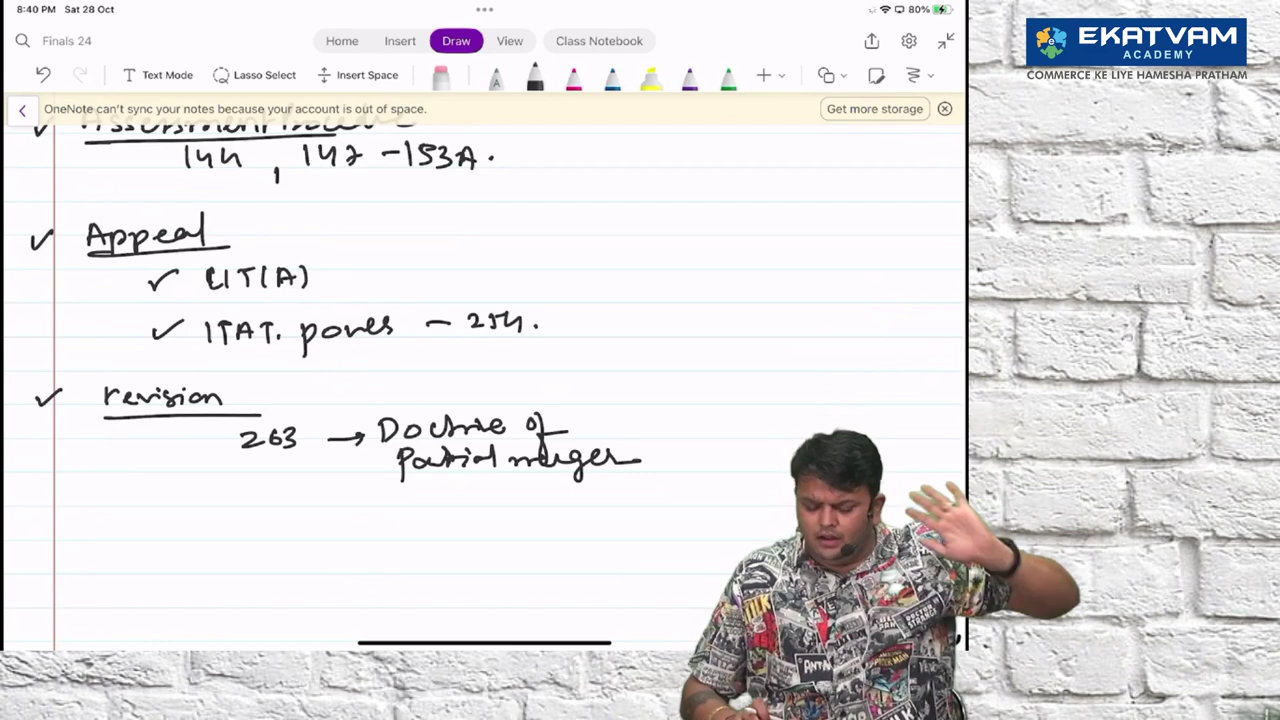 8:40 PM Sat 28 Oct
80%
Finals 24
Insert
Draw
View
Class Notebook
Text Mode
Lasso Select
Insert Space
OneNote can't sync your notes because your account is out of space.
Get more storage
144, 147 - 153A.
Appeal
CIT(A)
ITAT. powes - 254.
revision
263 → Doctrine of
Partial merger
EKATVAM
ACADEMY
COMMERCE KE LIYE HAMESHA PRATHAM